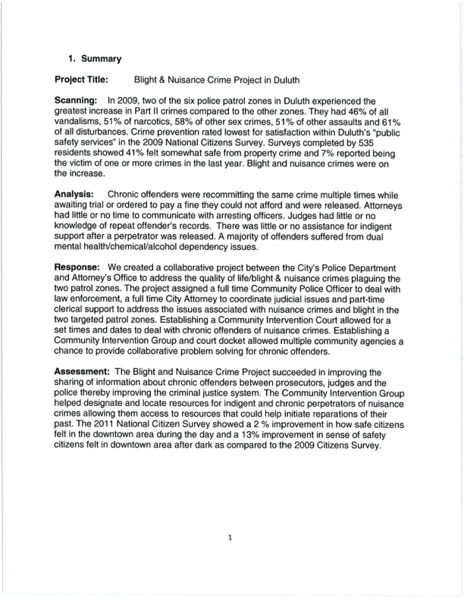 1. Summary
Project Title: Blight & Nuisance Crime Project in Duluth
Scanning: In 2009, two of the six police patrol zones in Duluth experienced the
greatest increase in Part II crimes compared to the other zones. They had 46% of all
vandalisms, 51% of narcotics, 58% of other sex crimes, 51% of other assaults and 61%
of all disturbances. Crime prevention rated lowest for satisfaction within Duluth's "public
safety services" in the 2009 National Citizens Survey. Surveys completed by 535
residents showed 41% felt somewhat safe from property crime and 7% reported being
the victim of one or more crimes in the last year. Blight and nuisance crimes were on
the increase.
Analysis: Chronic offenders were recommitting the same crime multiple times while
awaiting trial or ordered to pay a fine they could not afford and were released. Attorneys
had little or no time to communicate with arresting officers. Judges had little or no
knowledge of repeat offender's records. There was little or no assistance for indigent
support after a perpetrator was released. A majority of offenders suffered from dual
mental health/chemical/alcohol dependency issues.
Response: We created a collaborative project between the City's Police Department
and Attorney's Office to address the quality of life/blight & nuisance crimes plaguing the
two patrol zones. The project assigned a full time Community Police Officer to deal with
law enforcement, a full time City Attorney to coordinate judicial issues and part-time
clerical support to address the issues associated with nuisance crimes and blight in the
two targeted patrol zones. Establishing a Community Intervention Court allowed for a
set times and dates to deal with chronic offenders of nuisance crimes. Establishing a
Community Intervention Group and court docket allowed multiple community agencies a
chance to provide collaborative problem solving for chronic offenders.
Assessment: The Blight and Nuisance Crime Project succeeded in improving the
sharing of information about chronic offenders between prosecutors, judges and the
police thereby improving the criminal justice system. The Community Intervention Group
helped designate and locate resources for indigent and chronic perpetrators of nuisance
crimes allowing them access to resources that could help initiate reparations of their
past. The 2011 National Citizen Survey showed a 2 % improvement in how safe citizens
felt in the downtown area during the day and a 13% improvement in sense of safety
citizens felt in downtown area after dark as compared to the 2009 Citizens Survey.
1